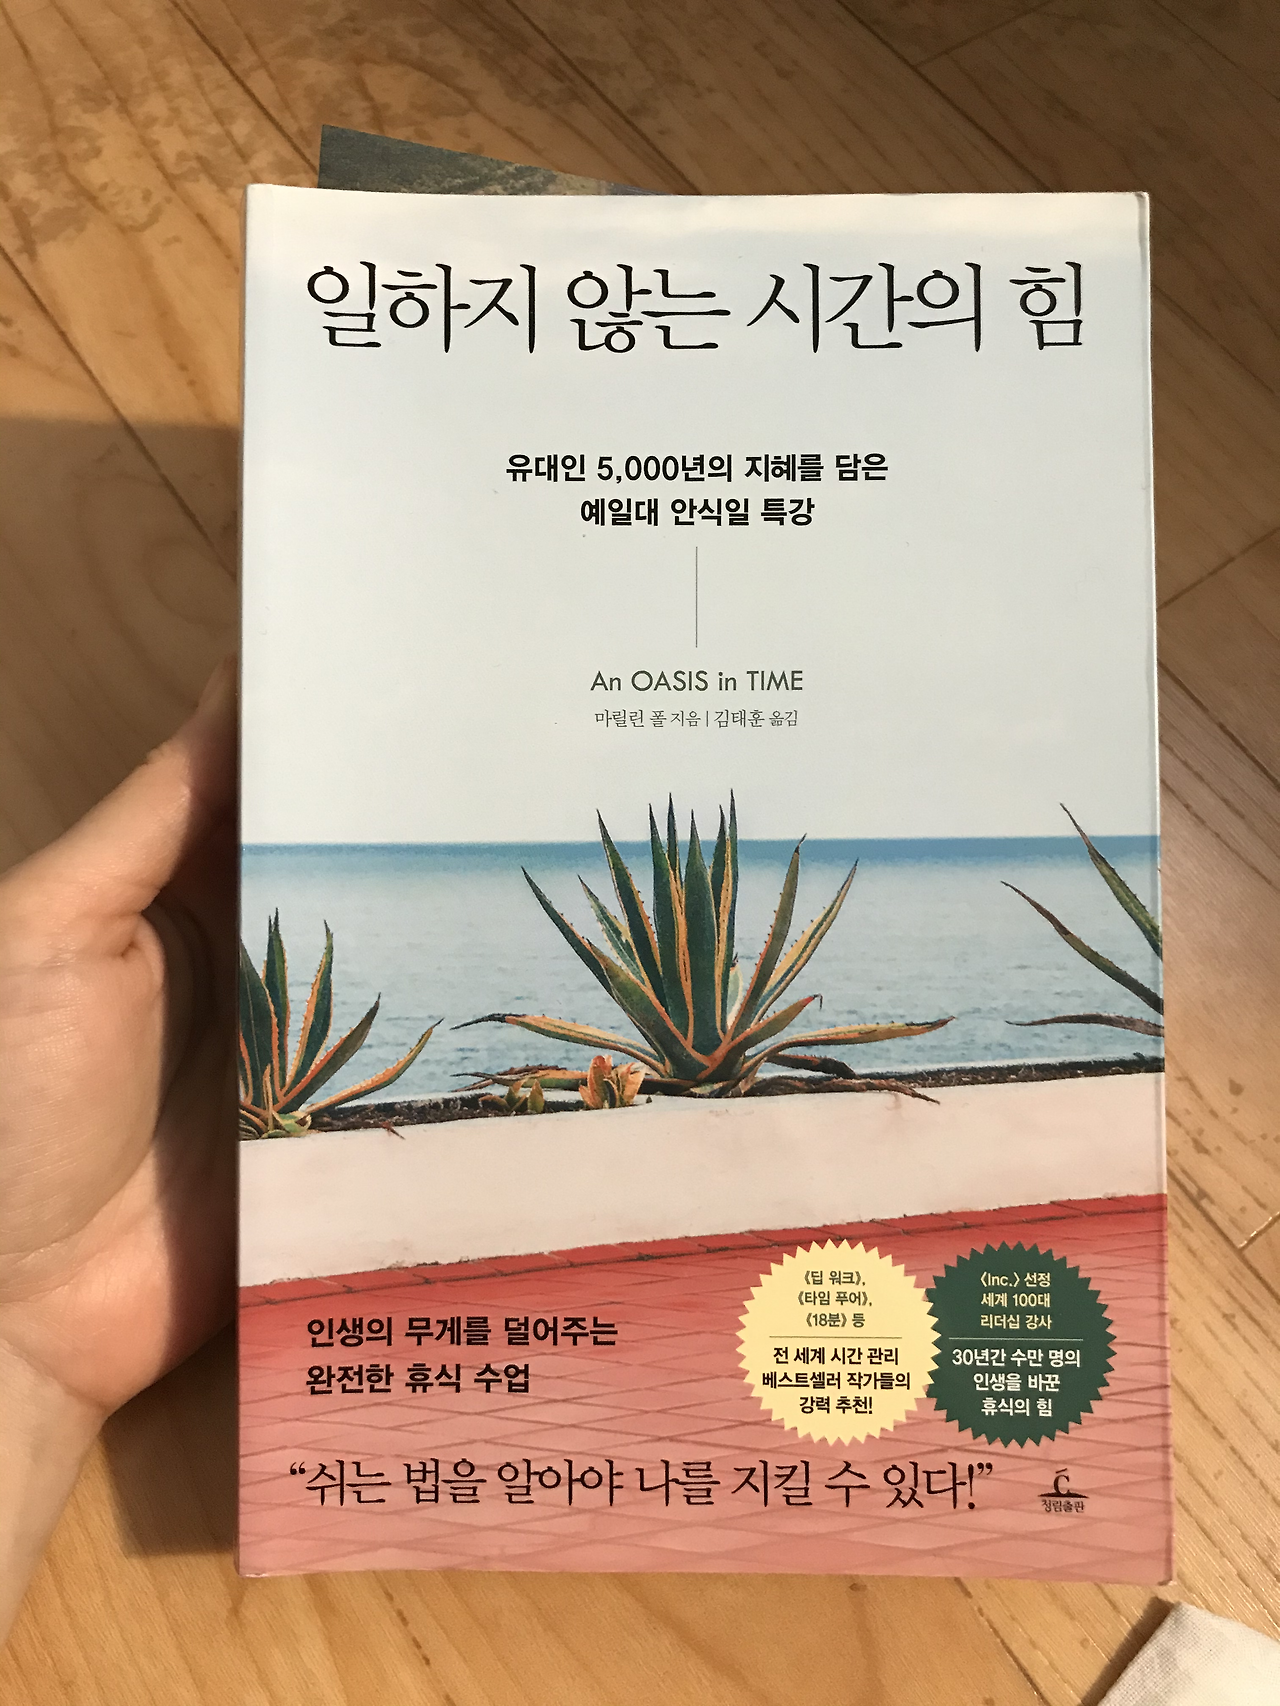 일하지 않는 시간의 힘
유대인 5,000년의 지혜를 담은
예일대 안식일 특강
An OASIS in TIME
마릴린 폴 지음 | 김태훈 옮김
인생의 무게를 덜어주는
완전한 휴식 수업
《딥 워크》,
《타임 푸어》,
《18분》 등
전 세계 시간 관리
베스트셀러 작가들의
강력 추천!
〈Inc.〉 선정
세계 100대
리더십 강사
30년간 수만 명의
인생을 바꾼
휴식의 힘
“쉬는 법을 알아야 나를 지킬 수 있다!”
청림출판